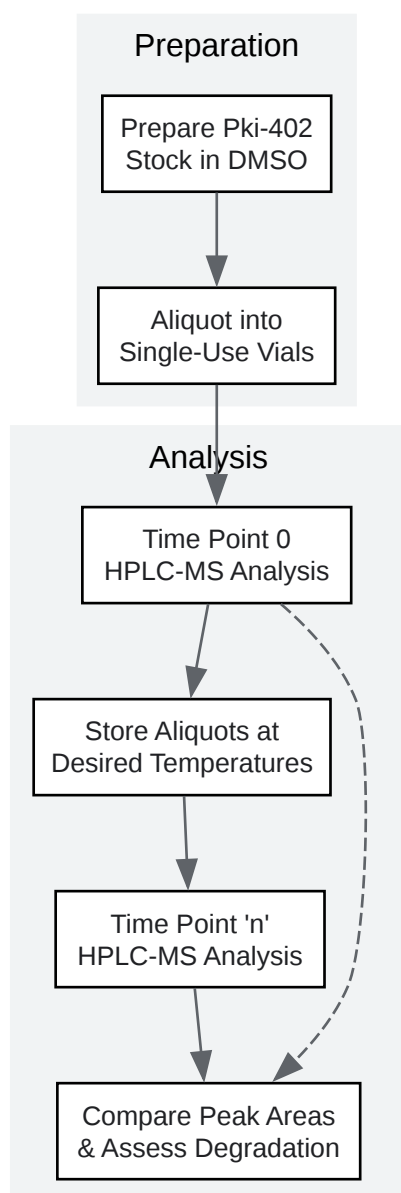 Preparation
Prepare Pki-402
Stock in DMSO
Aliquot into
Single-Use Vials
Analysis
Time Point 0
HPLC-MS Analysis
Store Aliquots at
Desired Temperatures
Time Point 'n'
HPLC-MS Analysis
Compare Peak Areas
& Assess Degradation